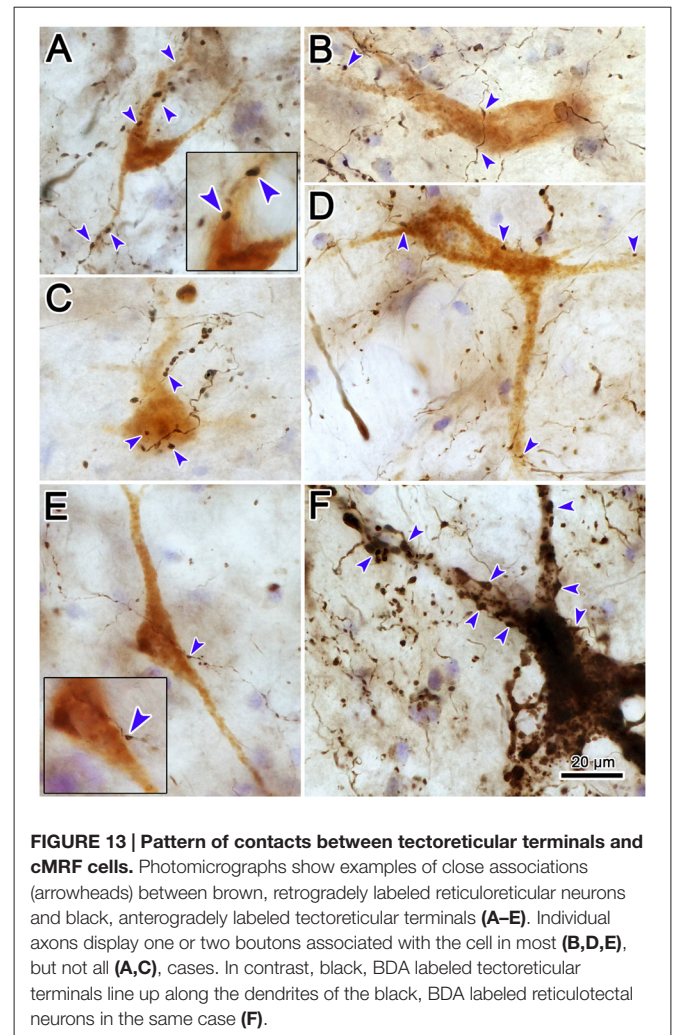 A
B
D
C
E
F
20 µm
FIGURE 13 | Pattern of contacts between tectoreticular terminals and
cMRF cells. Photomicrographs show examples of close associations
(arrowheads) between brown, retrogradely labeled reticuloreticular neurons
and black, anterogradely labeled tectoreticular terminals (A–E). Individual
axons display one or two boutons associated with the cell in most (B,D,E),
but not all (A,C), cases. In contrast, black, BDA labeled tectoreticular
terminals line up along the dendrites of the black, BDA labeled reticulotectal
neurons in the same case (F).